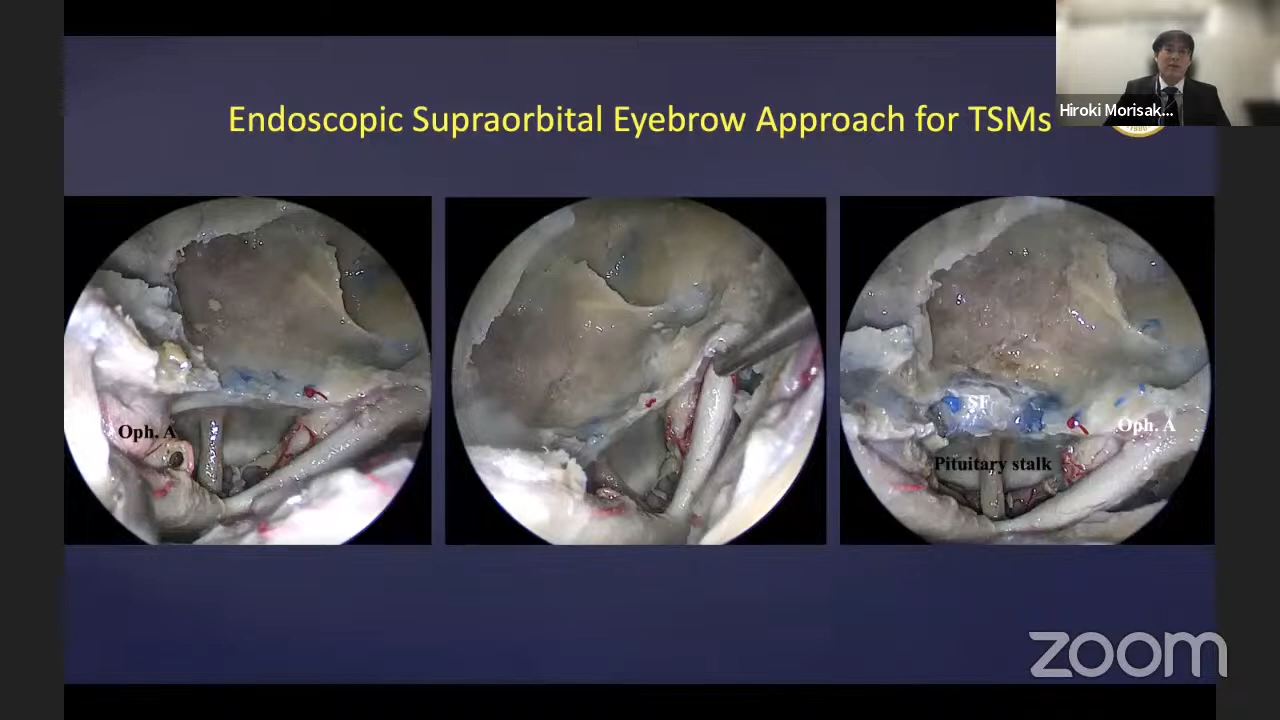 Endoscopic Supraorbital Eyebrow Approach for TSMs
Hiroki Morisak...
Oph. A
SF
Oph. A
Pituitary stalk
zoom